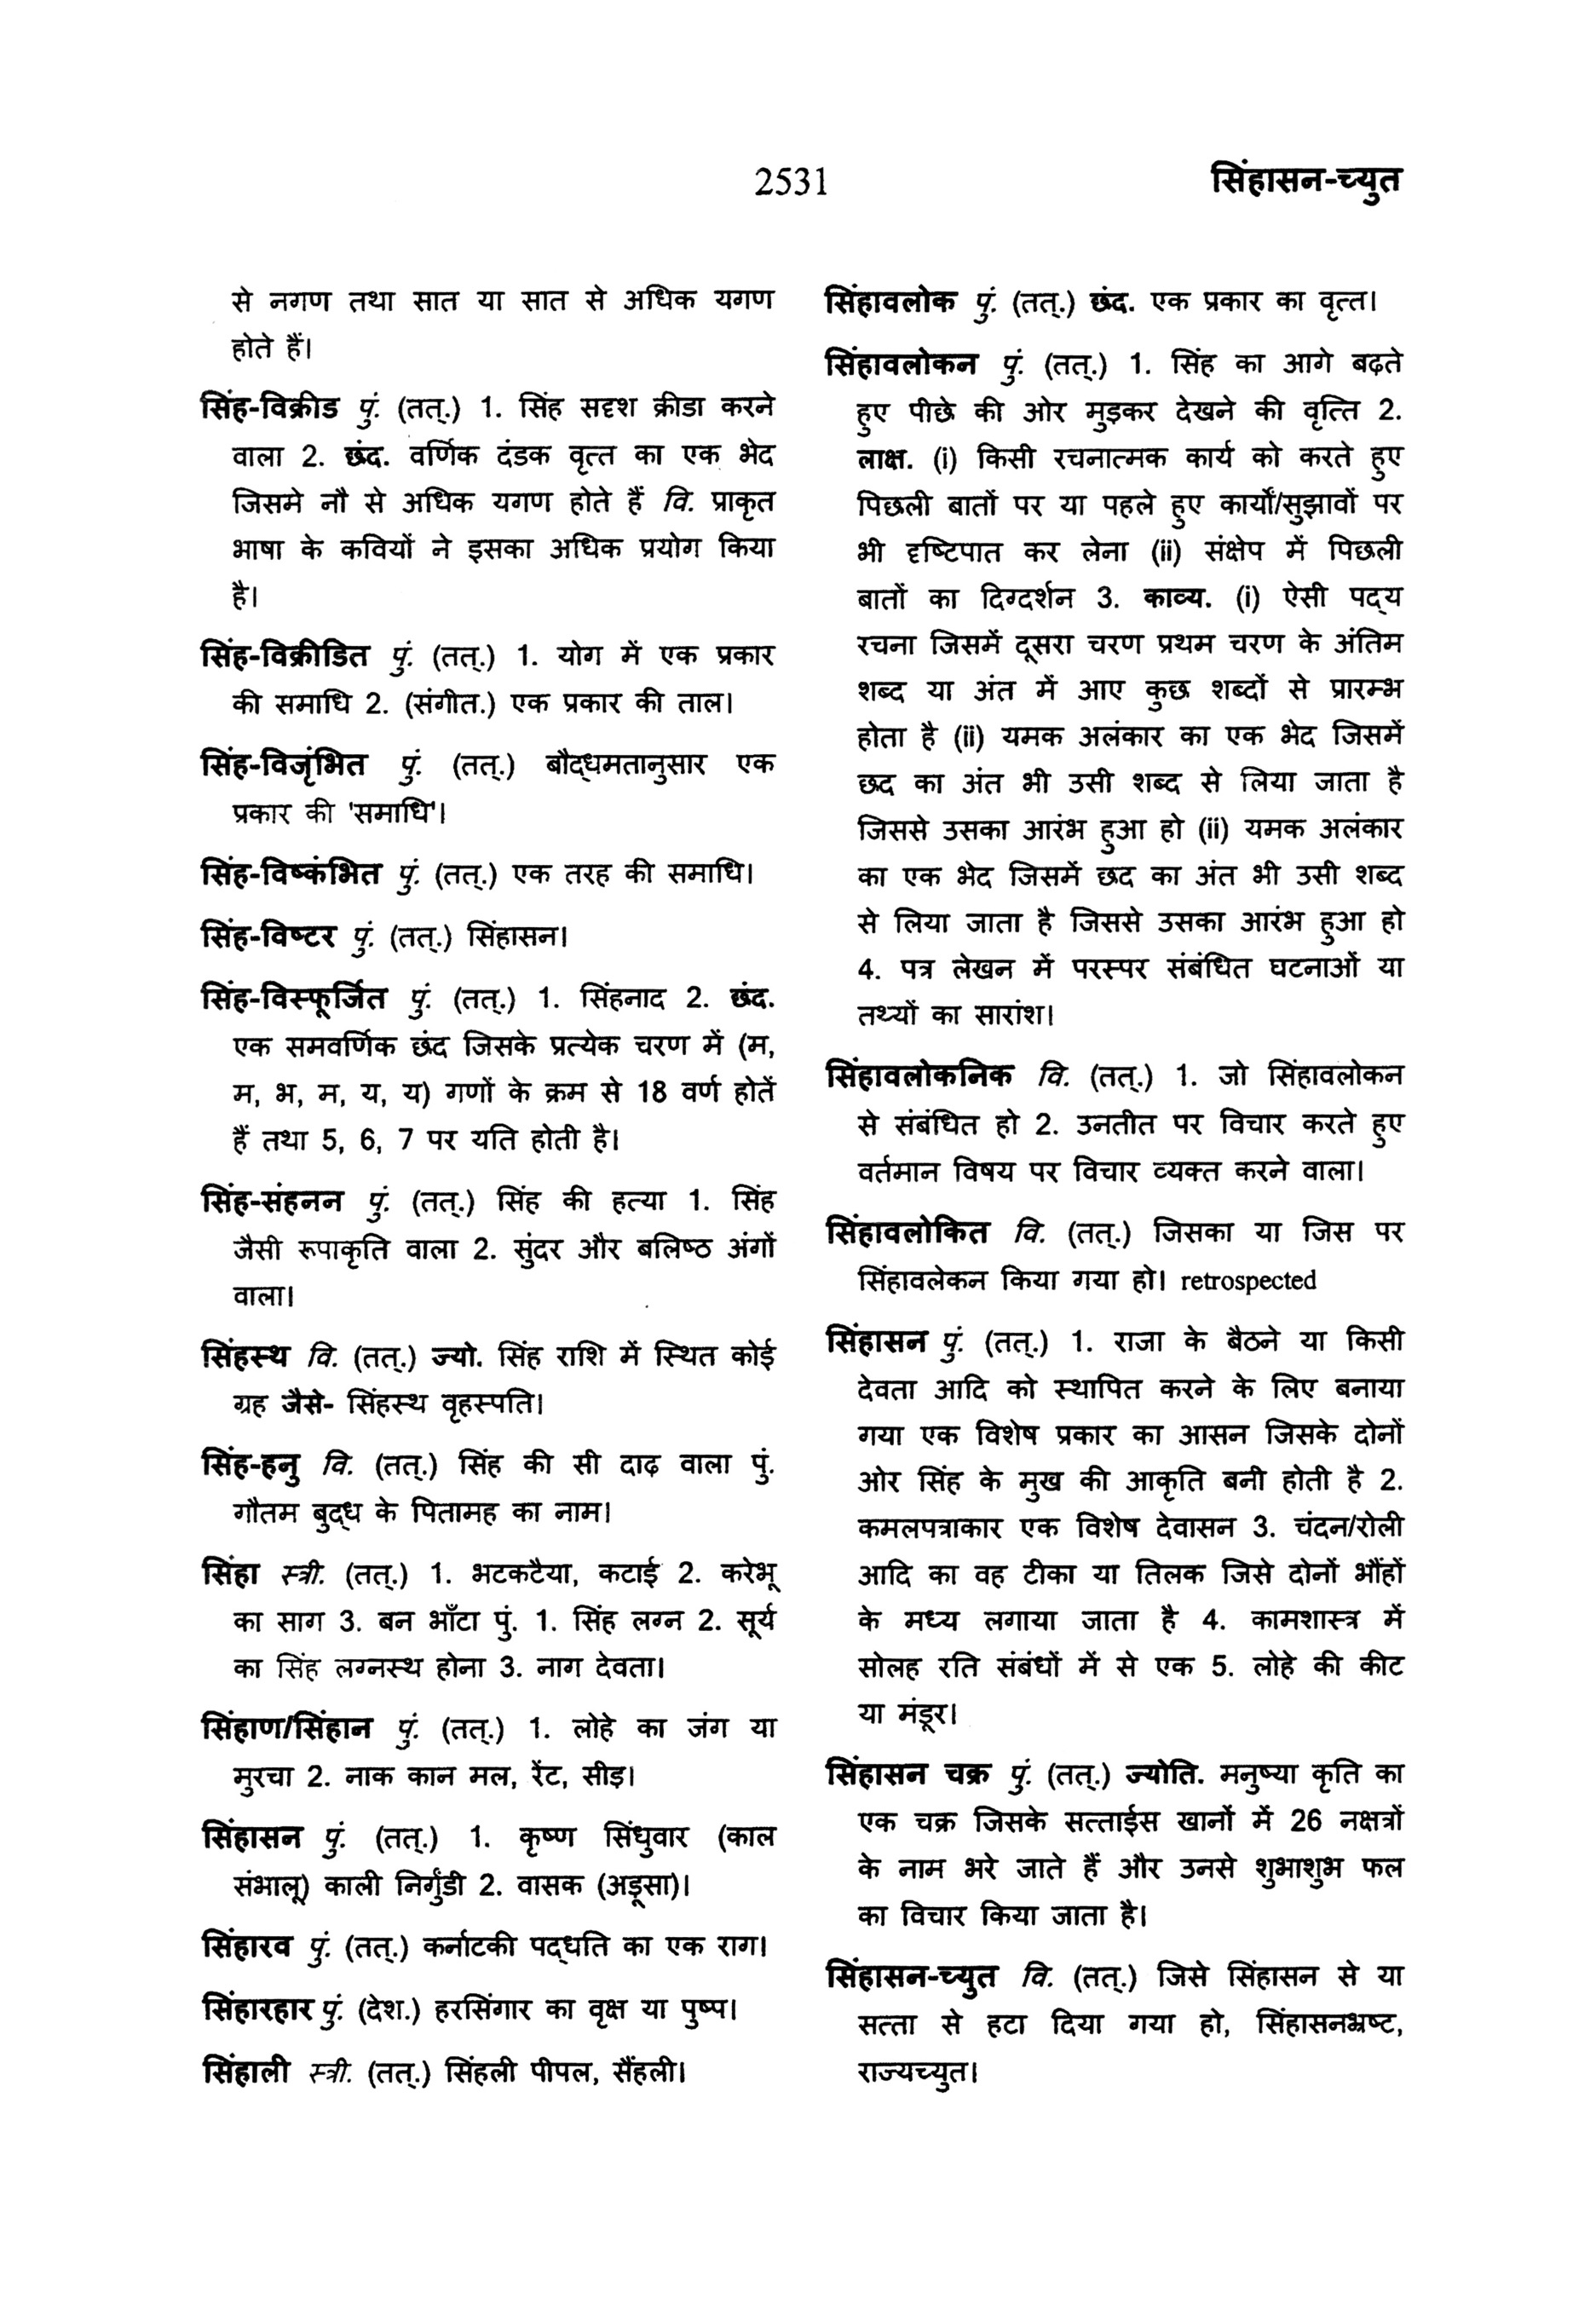 2531
सिंहासन-च्युत
से नगण तथा सात या सात से अधिक यगण
होते हैं।
सिंह-विक्रीड पुं. (तत्.) 1. सिंह सदृश क्रीडा करने
वाला 2. छंद. वर्णिक दंडक वृत्त का एक भेद
जिसमे नौ से अधिक यगण होते हैं वि. प्राकृत
भाषा के कवियों ने इसका अधिक प्रयोग किया
है।
सिंह-विक्रीडित पुं. (तत्.) 1. योग में एक प्रकार
की समाधि 2. (संगीत.) एक प्रकार की ताल।
सिंह-विजृंभित पुं. (तत्.) बौद्धमतानुसार एक
प्रकार की 'समाधि'।
सिंह-विष्कंभित पुं. (तत्.) एक तरह की समाधि।
सिंह-विष्टर पुं. (तत्.) सिंहासन।
सिंह-विस्फूर्जित पुं. (तत्.) 1. सिंहनाद 2. छंद.
एक समवर्णिक छंद जिसके प्रत्येक चरण में (म,
म, भ, म, य, य) गणों के क्रम से 18 वर्ण होतें
हैं तथा 5, 6, 7 पर यति होती है।
सिंह-संहनन पुं. (तत्.) सिंह की हत्या 1. सिंह
जैसी रूपाकृति वाला 2. सुंदर और बलिष्ठ अंगों
वाला।
सिंहस्थ वि. (तत्.) ज्यो. सिंह राशि में स्थित कोई
ग्रह जैसे- सिंहस्थ वृहस्पति।
सिंह-हनु वि. (तत्.) सिंह की सी दाढ़ वाला पुं.
गौतम बुद्ध के पितामह का नाम।
सिंहा स्त्री. (तत्.) 1. भटकटैया, कटाई 2. करेभू
का साग 3. बन भाँटा पुं. 1. सिंह लग्न 2. सूर्य
का सिंह लग्नस्थ होना 3. नाग देवता।
सिंहाण/सिंहान पुं. (तत्.) 1. लोहे का जंग या
मुरचा 2. नाक कान मल, रेंट, सीड़।
सिंहासन पुं. (तत्.) 1. कृष्ण सिंधुवार (काल
संभालू) काली निर्गुंडी 2. वासक (अडूसा)।
सिंहारव पुं. (तत्.) कर्नाटकी पद्धति का एक राग।
सिंहारहार पुं. (देश.) हरसिंगार का वृक्ष या पुष्प।
सिंहाली स्त्री. (तत्.) सिंहली पीपल, सैंहली।
सिंहावलोक पुं. (तत्.) छंद. एक प्रकार का वृत्त।
सिंहावलोकन पुं. (तत्.) 1. सिंह का आगे बढ़ते
हुए पीछे की ओर मुड़कर देखने की वृत्ति 2.
लाक्ष. (i) किसी रचनात्मक कार्य को करते हुए
पिछली बातों पर या पहले हुए कार्यों/सुझावों पर
भी दृष्टिपात कर लेना (ii) संक्षेप में पिछली
बातों का दिग्दर्शन 3. काव्य. (i) ऐसी पद्य
रचना जिसमें दूसरा चरण प्रथम चरण के अंतिम
शब्द या अंत में आए कुछ शब्दों से प्रारम्भ
होता है (ii) यमक अलंकार का एक भेद जिसमें
छद का अंत भी उसी शब्द से लिया जाता है
जिससे उसका आरंभ हुआ हो (ii) यमक अलंकार
का एक भेद जिसमें छद का अंत भी उसी शब्द
से लिया जाता है जिससे उसका आरंभ हुआ हो
4. पत्र लेखन में परस्पर संबंधित घटनाओं या
तथ्यों का सारांश।
सिंहावलोकनिक वि. (तत्.) 1. जो सिंहावलोकन
से संबंधित हो 2. उनतीत पर विचार करते हुए
वर्तमान विषय पर विचार व्यक्त करने वाला।
सिंहावलोकित वि. (तत्.) जिसका या जिस पर
सिंहावलेकन किया गया हो। retrospected
सिंहासन पुं. (तत्.) 1. राजा के बैठने या किसी
देवता आदि को स्थापित करने के लिए बनाया
गया एक विशेष प्रकार का आसन जिसके दोनों
ओर सिंह के मुख की आकृति बनी होती है 2.
कमलपत्राकार एक विशेष देवासन 3. चंदन/रोली
आदि का वह टीका या तिलक जिसे दोनों भौंहों
के मध्य लगाया जाता है 4. कामशास्त्र में
सोलह रति संबंधों में से एक 5. लोहे की कीट
या मंडूर।
सिंहासन चक्र पुं. (तत्.) ज्योति. मनुष्या कृति का
एक चक्र जिसके सत्ताईस खानों में 26 नक्षत्रों
के नाम भरे जाते हैं और उनसे शुभाशुभ फल
का विचार किया जाता है।
सिंहासन-च्युत वि. (तत्.) जिसे सिंहासन से या
सत्ता से हटा दिया गया हो, सिंहासनभ्रष्ट,
राज्यच्युत।